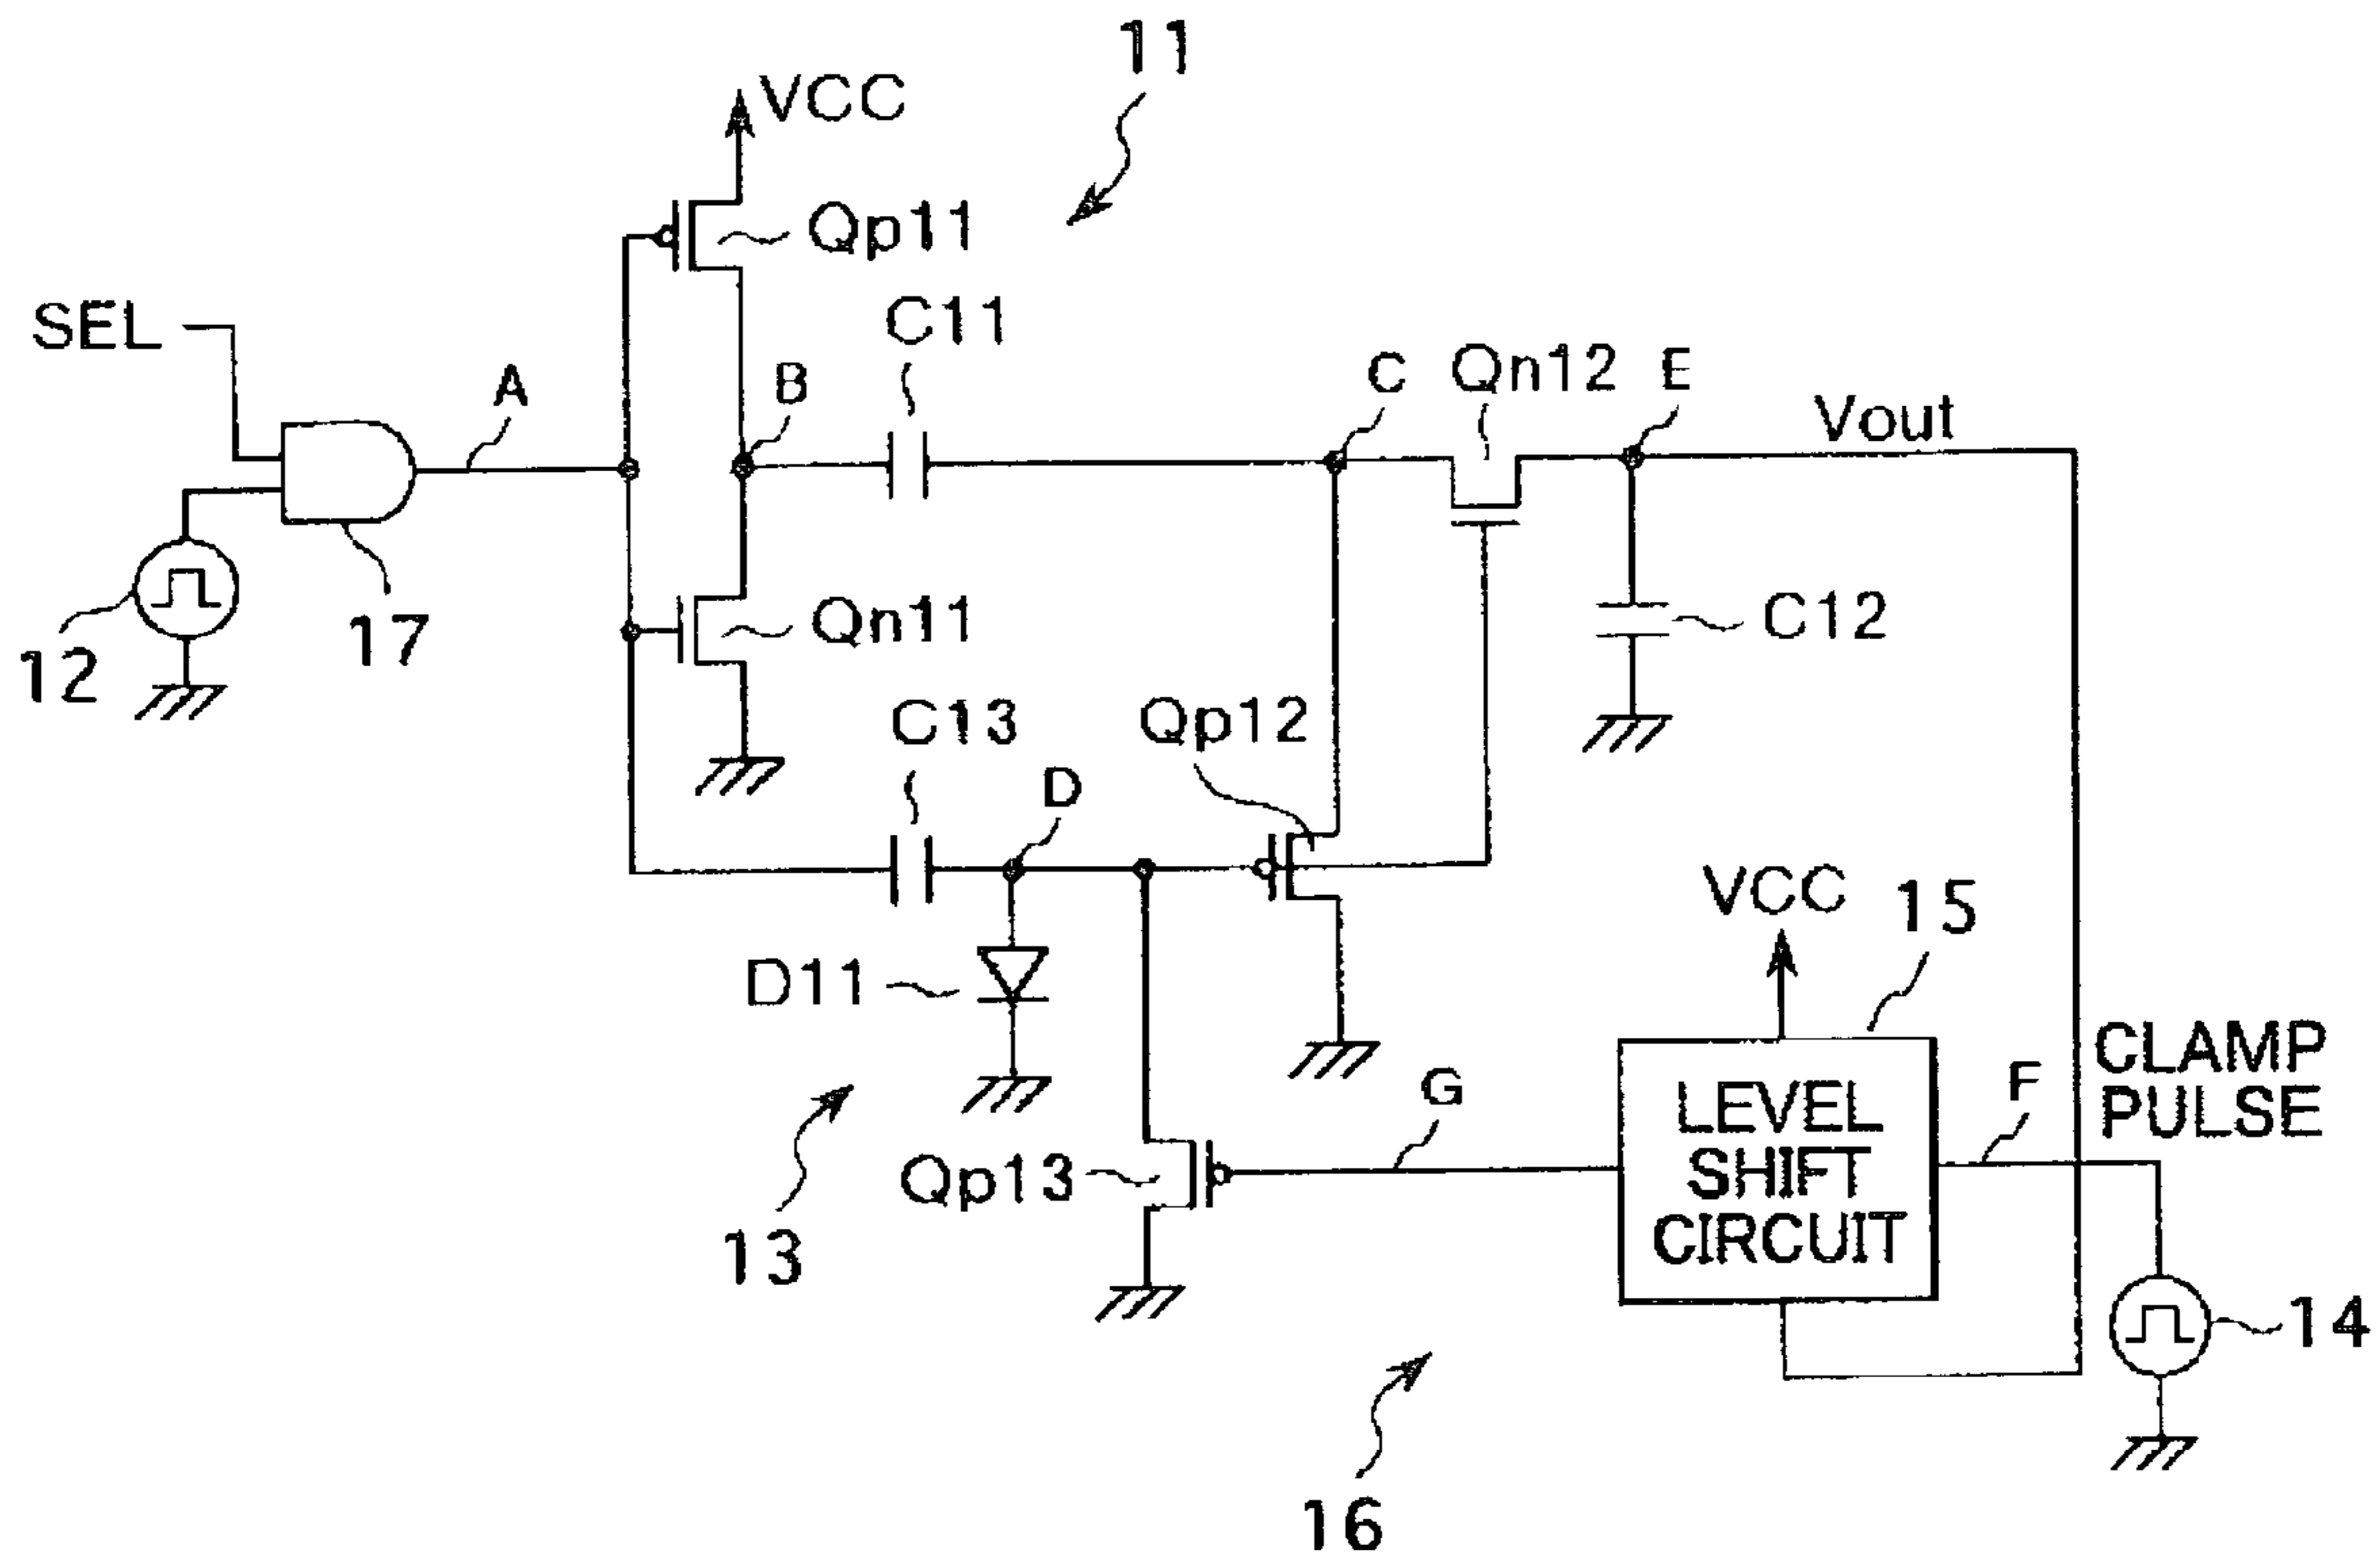 11
VCC
Qp11
SEL
C11
A
B
C
Qn12
E
Vout
12
17
Qn11
C12
C13
Qp12
D
VCC
15
D11
CLAMP
PULSE
LEVEL
SHIFT
CIRCUIT
G
F
Qp13
13
14
16